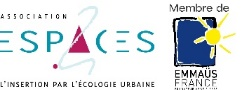 ASSOCIATION
ESPACES
L'INSERTION PAR L'ÉCOLOGIE URBAINE
Membre de
EMMAÜS
FRANCE